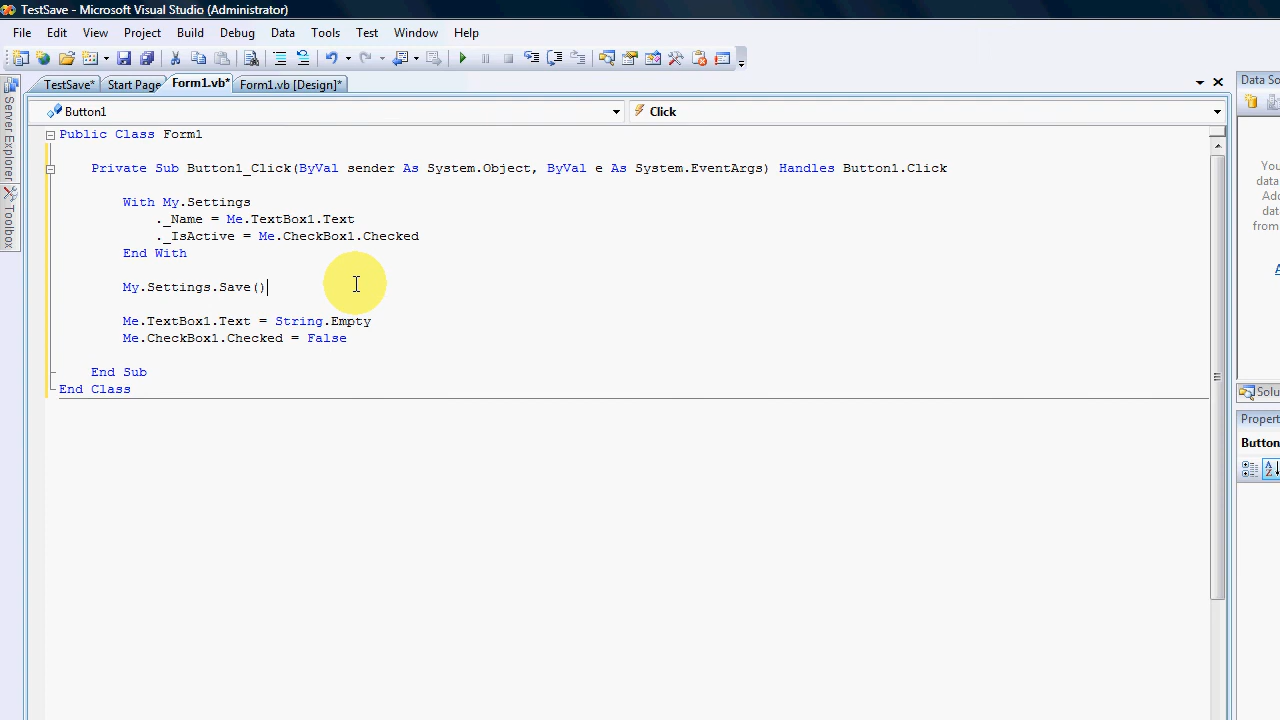 TestSave - Microsoft Visual Studio (Administrator)
File Edit View Project Build Debug Data Tools Test Window Help
TestSave* Start Page Form1.vb* Form1.vb [Design]*
Data So
Server Explorer
Toolbox
Button1 Click
Public Class Form1
Private Sub Button1_Click(ByVal sender As System.Object, ByVal e As System.EventArgs) Handles Button1.Click
With My.Settings
._Name = Me.TextBox1.Text
._IsActive = Me.CheckBox1.Checked
End With
My.Settings.Save()
Me.TextBox1.Text = String.Empty
Me.CheckBox1.Checked = False
End Sub
End Class
You
data
Add
dat
from
A
Solu
Propert
Button